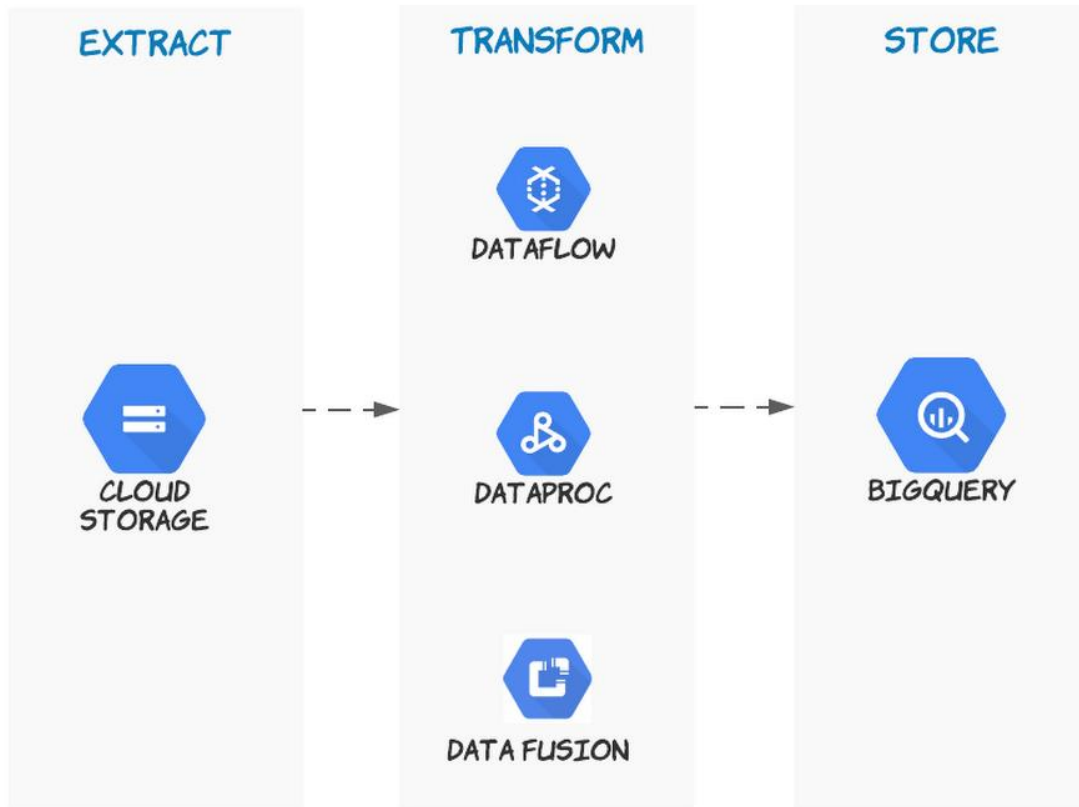 EXTRACT
TRANSFORM
STORE
DATAFLOW
CLOUD
STORAGE
DATAPROC
BIGQUERY
DATA FUSION